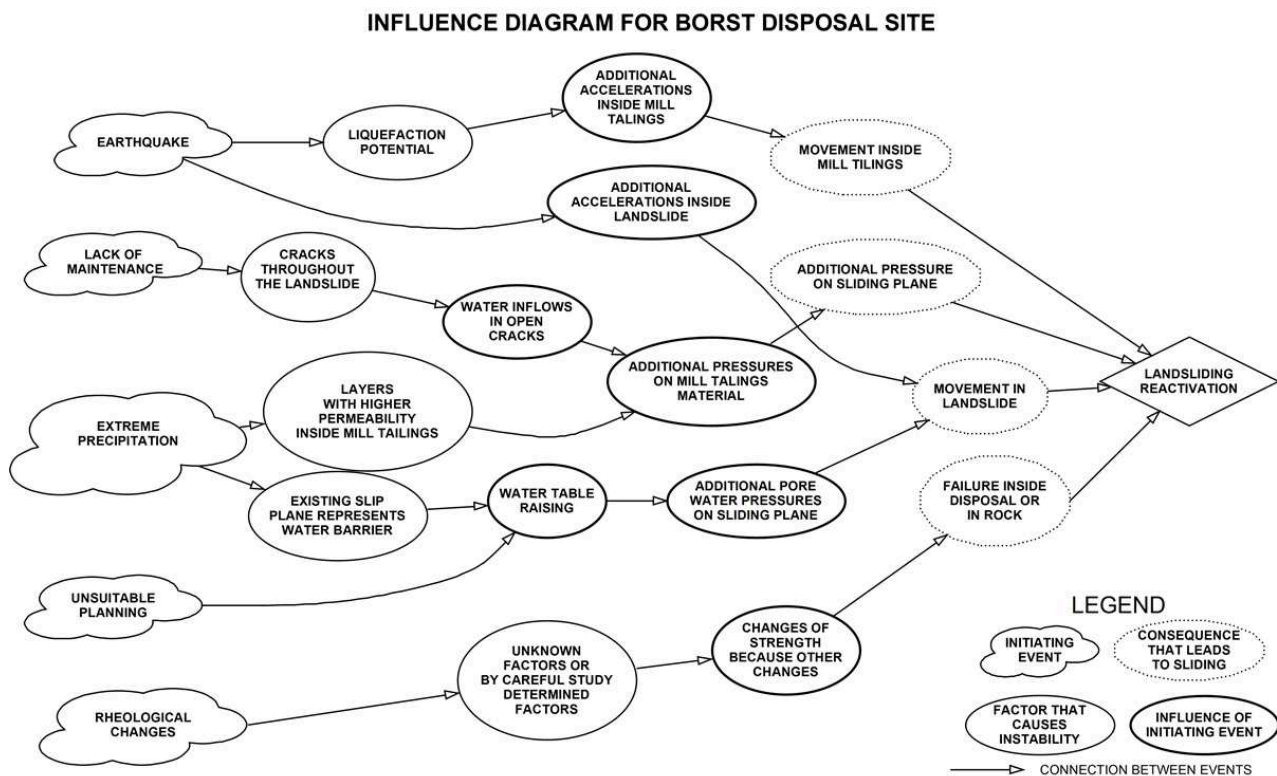 INFLUENCE DIAGRAM FOR BORST DISPOSAL SITE
EARTHQUAKE
LIQUEFACTION
POTENTIAL
ADDITIONAL
ACCELERATIONS
INSIDE MILL
TALINGS
MOVEMENT INSIDE
MILL TILINGS
ADDITIONAL
ACCELERATIONS INSIDE
LANDSLIDE
LACK OF
MAINTENANCE
CRACKS
THROUGHOUT
THE LANDSLIDE
WATER INFLOWS
IN OPEN
CRACKS
ADDITIONAL PRESSURE
ON SLIDING PLANE
ADDITIONAL PRESSURES
ON MILL TALINGS
MATERIAL
LANDSLIDING
REACTIVATION
EXTREME
PRECIPITATION
LAYERS
WITH HIGHER
PERMEABILITY
INSIDE MILL TAILINGS
MOVEMENT IN
LANDSLIDE
EXISTING SLIP
PLANE REPRESENTS
WATER BARRIER
WATER TABLE
RAISING
ADDITIONAL PORE
WATER PRESSURES
ON SLIDING PLANE
FAILURE INSIDE
DISPOSAL OR
IN ROCK
UNSUITABLE
PLANNING
RHEOLOGICAL
CHANGES
UNKNOWN
FACTORS OR
BY CAREFUL STUDY
DETERMINED
FACTORS
CHANGES OF
STRENGTH
BECAUSE OTHER
CHANGES
LEGEND
INITIATING
EVENT
CONSEQUENCE
THAT LEADS
TO SLIDING
FACTOR THAT
CAUSES
INSTABILITY
INFLUENCE OF
INITIATING EVENT
CONNECTION BETWEEN EVENTS